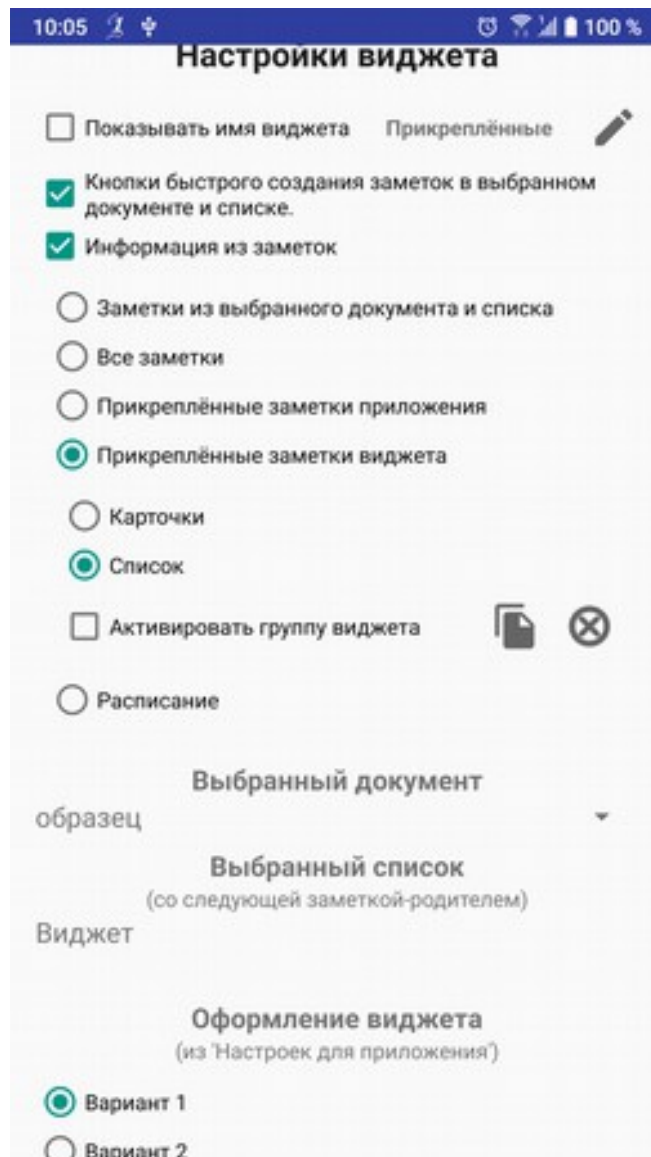 10:05 100 %
Настройки виджета
Показывать имя виджета Прикреплённые
Кнопки быстрого создания заметок в выбранном
документе и списке.
Информация из заметок
Заметки из выбранного документа и списка
Все заметки
Прикреплённые заметки приложения
Прикреплённые заметки виджета
Карточки
Список
Активировать группу виджета
Расписание
Выбранный документ
образец
Выбранный список
(со следующей заметкой-родителем)
Виджет
Оформление виджета
(из 'Настроек для приложения')
Вариант 1
Вариант 2